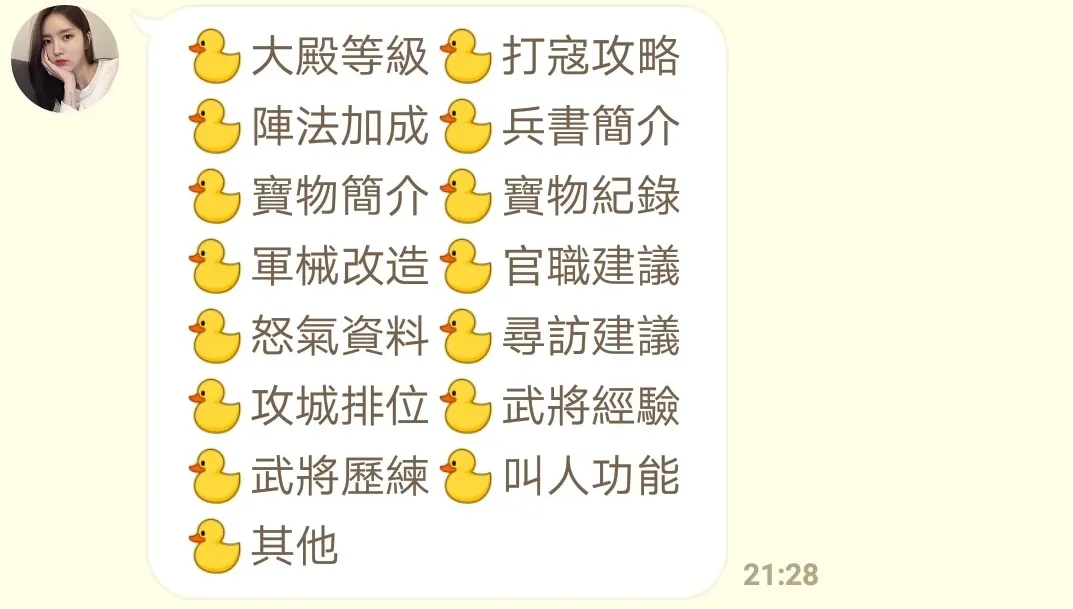 🦆大殿等級🦆打寇攻略
🦆陣法加成🦆兵書簡介
🦆寶物簡介🦆寶物紀錄
🦆軍械改造🦆官職建議
🦆怒氣資料🦆尋訪建議
🦆攻城排位🦆武將經驗
🦆武將歷練🦆叫人功能
🦆其他
21:28